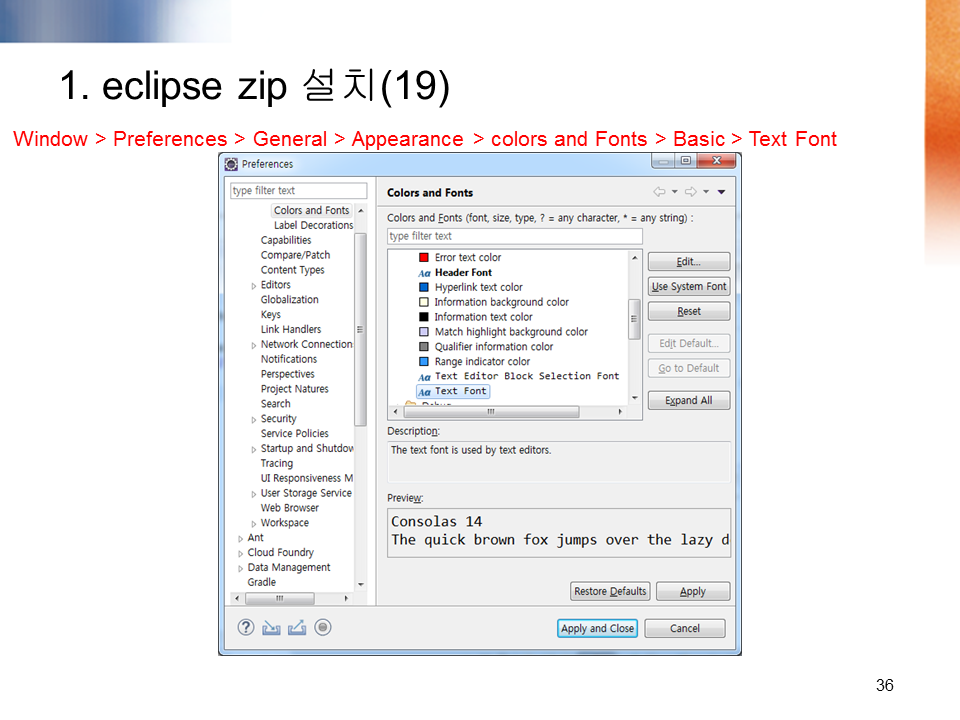 1. eclipse zip 설치(19)
Window > Preferences > General > Appearance > colors and Fonts > Basic > Text Font
Preferences
type filter text
Colors and Fonts
Label Decorations
Capabilities
Compare/Patch
Content Types
Editors
Globalization
Keys
Link Handlers
Network Connection
Notifications
Perspectives
Project Natures
Search
Security
Service Policies
Startup and Shutdow
Tracing
UI Responsiveness M
User Storage Service
Web Browser
Workspace
Ant
Cloud Foundry
Data Management
Gradle
Colors and Fonts
Colors and Fonts (font, size, type, ? = any character, * = any string) :
type filter text
Error text color
Aa Header Font
Hyperlink text color
Information background color
Information text color
Match highlight background color
Qualifier information color
Range indicator color
Aa Text Editor Block Selection Font
Aa Text Font
Edit...
Use System Font
Reset
Edit Default...
Go to Default
Expand All
Description:
The text font is used by text editors.
Preview:
Consolas 14
The quick brown fox jumps over the lazy d
Restore Defaults
Apply
Apply and Close
Cancel
36